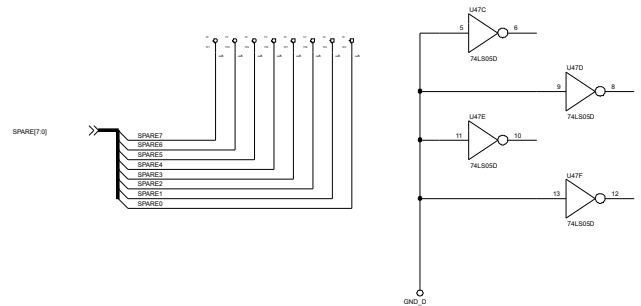 U47C
5 6
74LS05D
U47D
9 8
74LS05D
SPARE[7:0]
SPARE7
SPARE6
SPARE5
SPARE4
SPARE3
SPARE2
SPARE1
SPARE0
U47E
11 10
74LS05D
U47F
13 12
74LS05D
GND_D